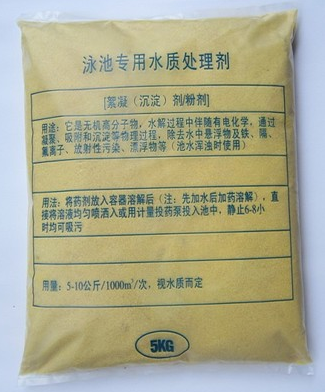 泳池专用水质处理剂
[絮凝（沉淀）剂/粉剂]
用途：它是无机高分子物，水解过程中伴随有电化学，通过
凝聚、吸附和沉淀等物理过程，除去水中悬浮物及铁、隔、
氟离子、放射性污染、漂浮物等（池水浑浊时使用）
用法：将药剂放入容器溶解后（注：先加水后加药溶解），直
接将溶液均匀喷洒入或用计量投药泵投入池中，静止6-8小
时均可吸污
用量：5-10公斤/1000m³/次，视水质而定
5KG